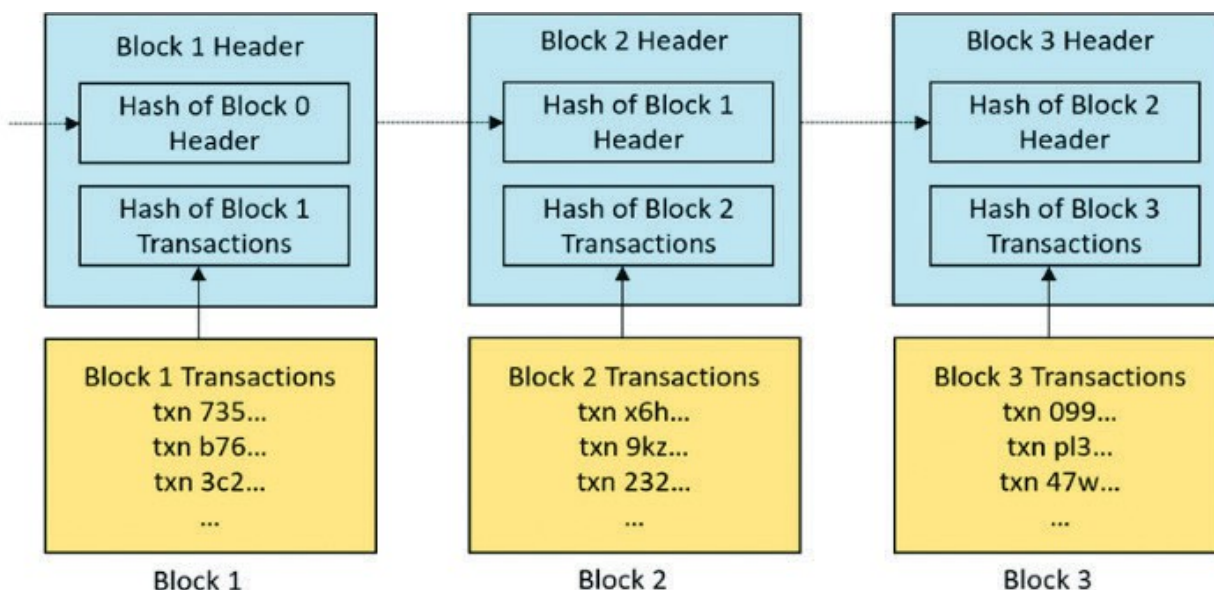 Block 1 Header
Hash of Block 0
Header
Hash of Block 1
Transactions
Block 1 Transactions
txn 735...
txn b76...
txn 3c2...
...
Block 1
Block 2 Header
Hash of Block 1
Header
Hash of Block 2
Transactions
Block 2 Transactions
txn x6h...
txn 9kz...
txn 232...
...
Block 2
Block 3 Header
Hash of Block 2
Header
Hash of Block 3
Transactions
Block 3 Transactions
txn 099...
txn pl3...
txn 47w...
...
Block 3